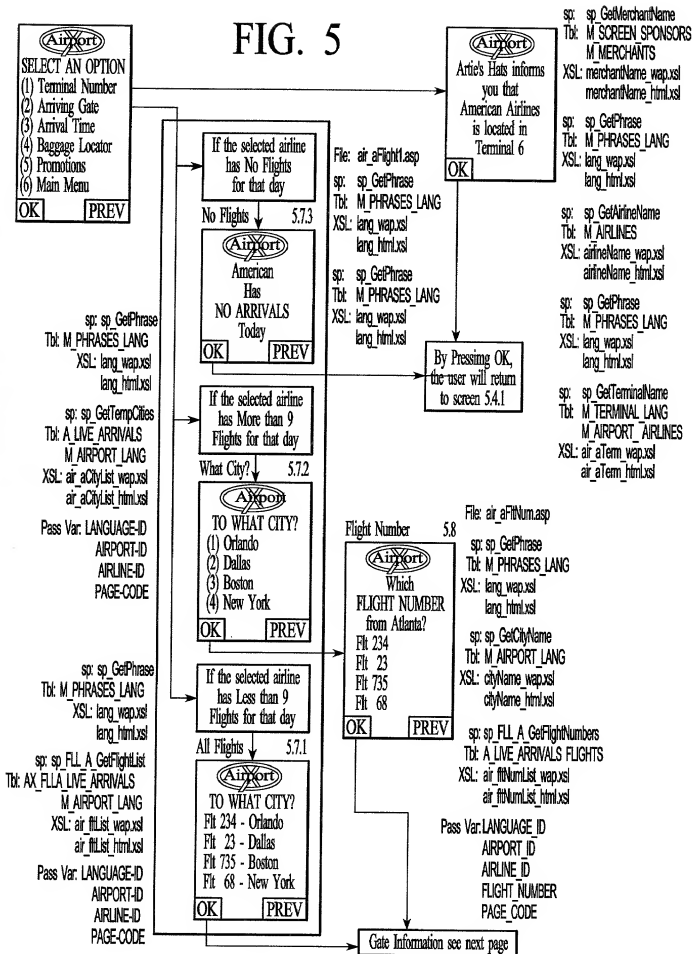 FIG. 5
Airport
SELECT AN OPTION
(1) Terminal Number
(2) Arriving Gate
(3) Arrival Time
(4) Baggage Locator
(5) Promotions
(6) Main Menu
OK PREV
Airport
Artie's Hats informs
you that
American Airlines
is located in
Terminal 6
OK
sp: sp_GetMerchantName
Tbl: M_SCREEN_SPONSORS
M_MERCHANTS
XSL: merchantName_wap.xsl
merchantName_html.xsl
sp: sp_GetPhrase
Tbl: M_PHRASES_LANG
XSL: lang_wap.xsl
lang_html.xsl
sp: sp_GetAirlineName
Tbl: M_AIRLINES
XSL: airlineName_wap.xsl
airlineName_html.xsl
sp: sp_GetPhrase
Tbl: M_PHRASES_LANG
XSL: lang_wap.xsl
lang_html.xsl
sp: sp_GetTerminalName
Tbl: M_TERMINAL_LANG
M_AIRPORT_AIRLINES
XSL: air_aTerm_wap.xsl
air_aTerm_html.xsl
If the selected airline
has No Flights
for that day
No Flights 5.7.3
Airport
American
Has
NO ARRIVALS
Today
OK PREV
File: air_aFlight1.asp
sp: sp_GetPhrase
Tbl: M_PHRASES_LANG
XSL: lang_wap.xsl
lang_html.xsl
sp: sp_GetPhrase
Tbl: M_PHRASES_LANG
XSL: lang_wap.xsl
lang_html.xsl
By Pressimg OK,
the user will return
to screen 5.4.1
sp: sp_GetPhrase
Tbl: M_PHRASES_LANG
XSL: lang_wap.xsl
lang_html.xsl
sp: sp_GetTempCities
Tbl: A_LIVE_ARRIVALS
M_AIRPORT_LANG
XSL: air_aCityList_wap.xsl
air_aCityList_html.xsl
Pass Var: LANGUAGE-ID
AIRPORT-ID
AIRLINE-ID
PAGE-CODE
If the selected airline
has More than 9
Flights for that day
What City? 5.7.2
Airport
TO WHAT CITY?
(1) Orlando
(2) Dallas
(3) Boston
(4) New York
OK PREV
Flight Number 5.8
Airport
Which
FLIGHT NUMBER
from Atlanta?
Flt 234
Flt 23
Flt 735
Flt 68
OK PREV
File: air_aFltNum.asp
sp: sp_GetPhrase
Tbl: M_PHRASES_LANG
XSL: lang_wap.xsl
lang_html.xsl
sp: sp_GetCityName
Tbl: M_AIRPORT_LANG
XSL: cityName_wap.xsl
cityName_html.xsl
sp: sp_FLL_A_GetFlightNumbers
Tbl: A_LIVE_ARRIVALS FLIGHTS
XSL: air_fltNumList_wap.xsl
air_fltNumList_html.xsl
Pass Var: LANGUAGE_ID
AIRPORT_ID
AIRLINE_ID
FLIGHT_NUMBER
PAGE_CODE
sp: sp_GetPhrase
Tbl: M_PHRASES_LANG
XSL: lang_wap.xsl
lang_html.xsl
sp: sp_FLL_A_GetFlightList
Tbl: AX_FLLA_LIVE_ARRIVALS
M_AIRPORT_LANG
XSL: air_fltList_wap.xsl
air_fltList_html.xsl
Pass Var: LANGUAGE-ID
AIRPORT-ID
AIRLINE-ID
PAGE-CODE
If the selected airline
has Less than 9
Flights for that day
All Flights 5.7.1
Airport
TO WHAT CITY?
Flt 234 - Orlando
Flt 23 - Dallas
Flt 735 - Boston
Flt 68 - New York
OK PREV
Gate Information see next page